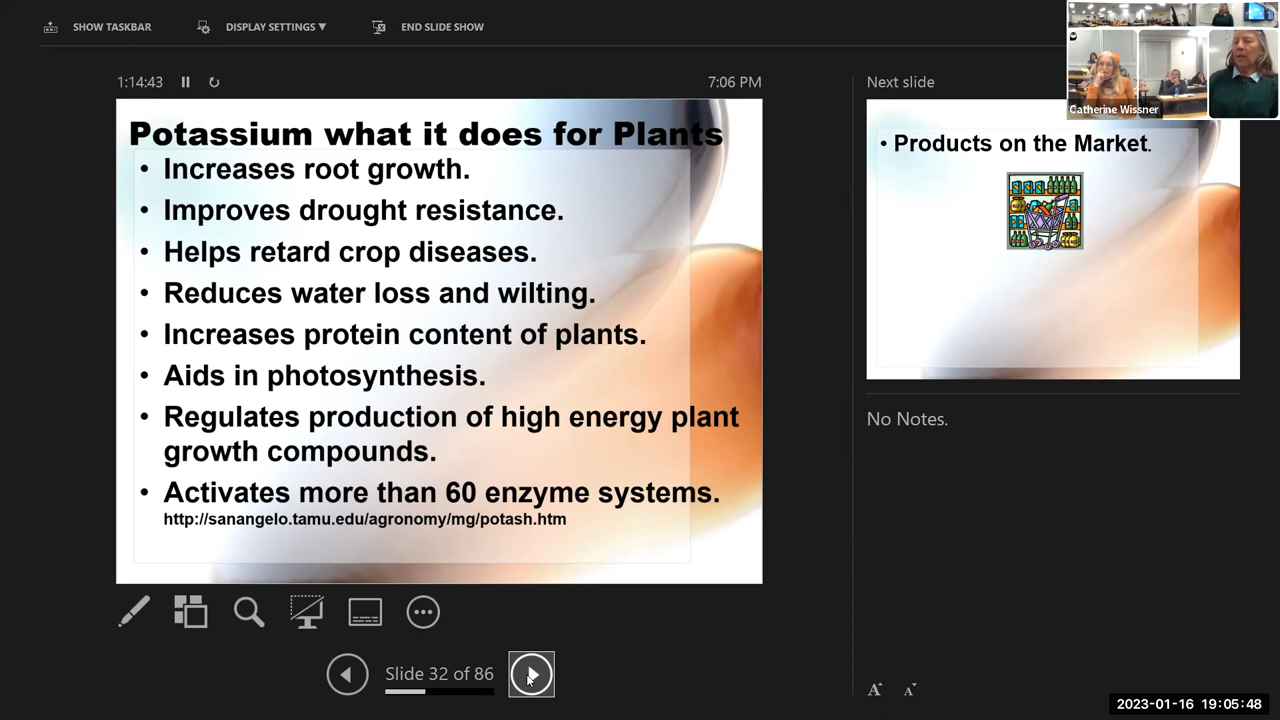 SHOW TASKBAR
DISPLAY SETTINGS ▼
END SLIDE SHOW
1:14:43
7:06 PM
Potassium what it does for Plants
• Increases root growth.
• Improves drought resistance.
• Helps retard crop diseases.
• Reduces water loss and wilting.
• Increases protein content of plants.
• Aids in photosynthesis.
• Regulates production of high energy plant
growth compounds.
• Activates more than 60 enzyme systems.
http://sanangelo.tamu.edu/agronomy/mg/potash.htm
Slide 32 of 86
Next slide
• Products on the Market.
No Notes.
A A
Catherine Wissner
2023-01-16 19:05:48